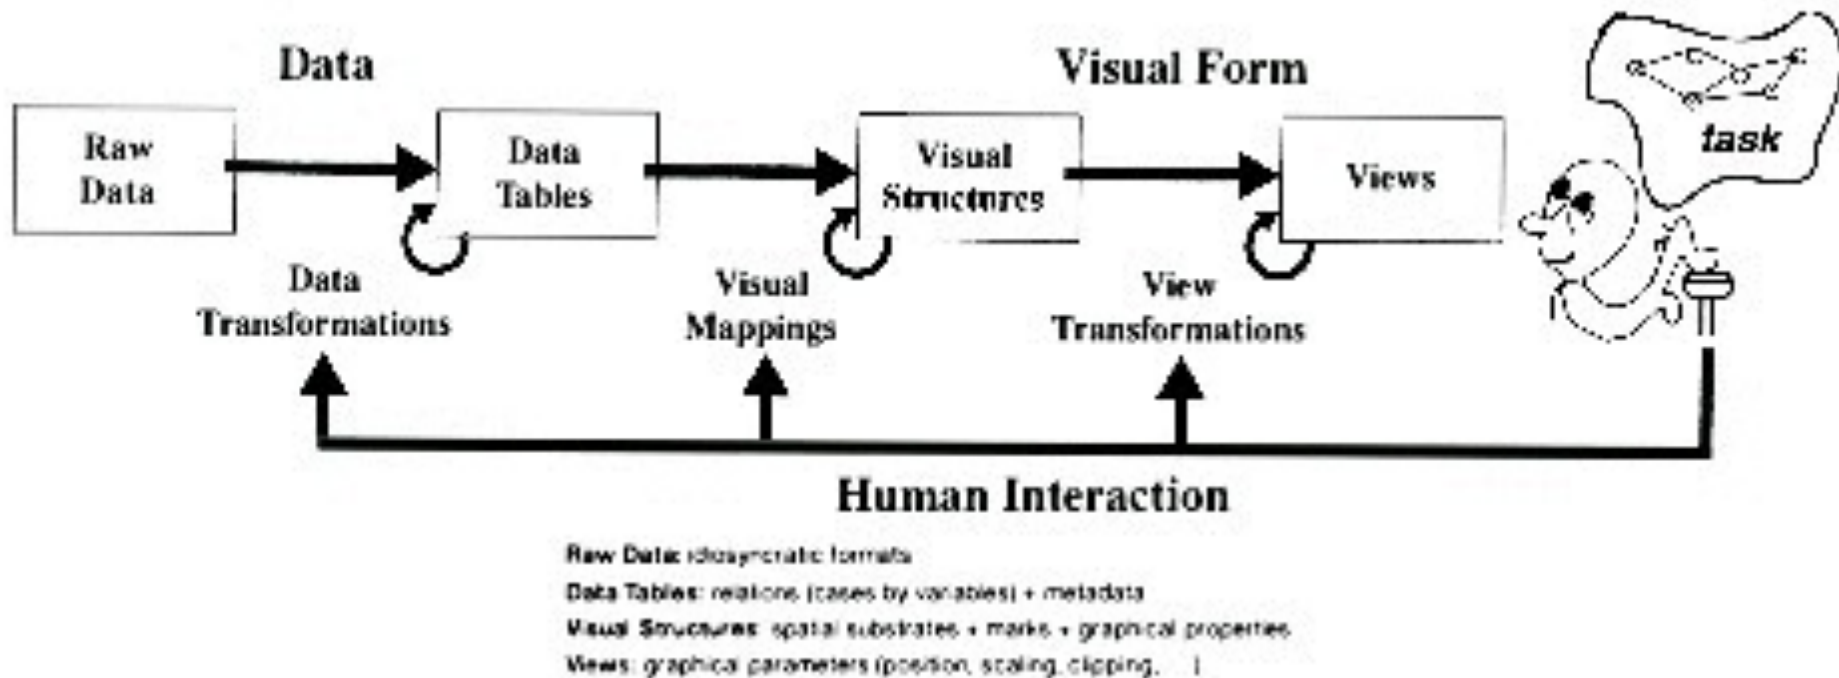 Data
Visual Form
Raw
Data
Data
Tables
Visual
Structures
Views
task
Data
Transformations
Visual
Mappings
View
Transformations
Human Interaction
Raw Data: idiosyncratic formats
Data Tables: relations (cases by variables) + metadata
Visual Structures: spatial substrates + marks + graphical properties
Views: graphical parameters (position, scaling, clipping, ...)